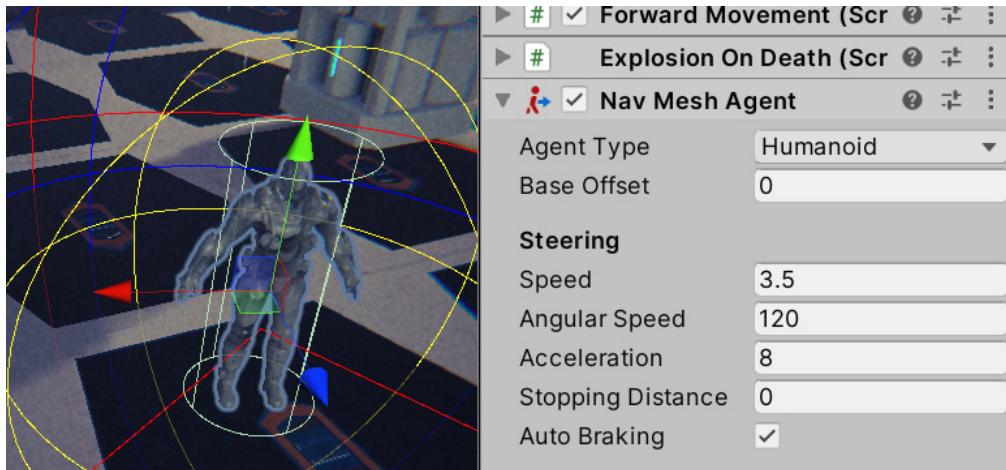 # Forward Movement (Scr
# Explosion On Death (Scr
Nav Mesh Agent
Agent Type Humanoid
Base Offset 0
Steering
Speed 3.5
Angular Speed 120
Acceleration 8
Stopping Distance 0
Auto Braking